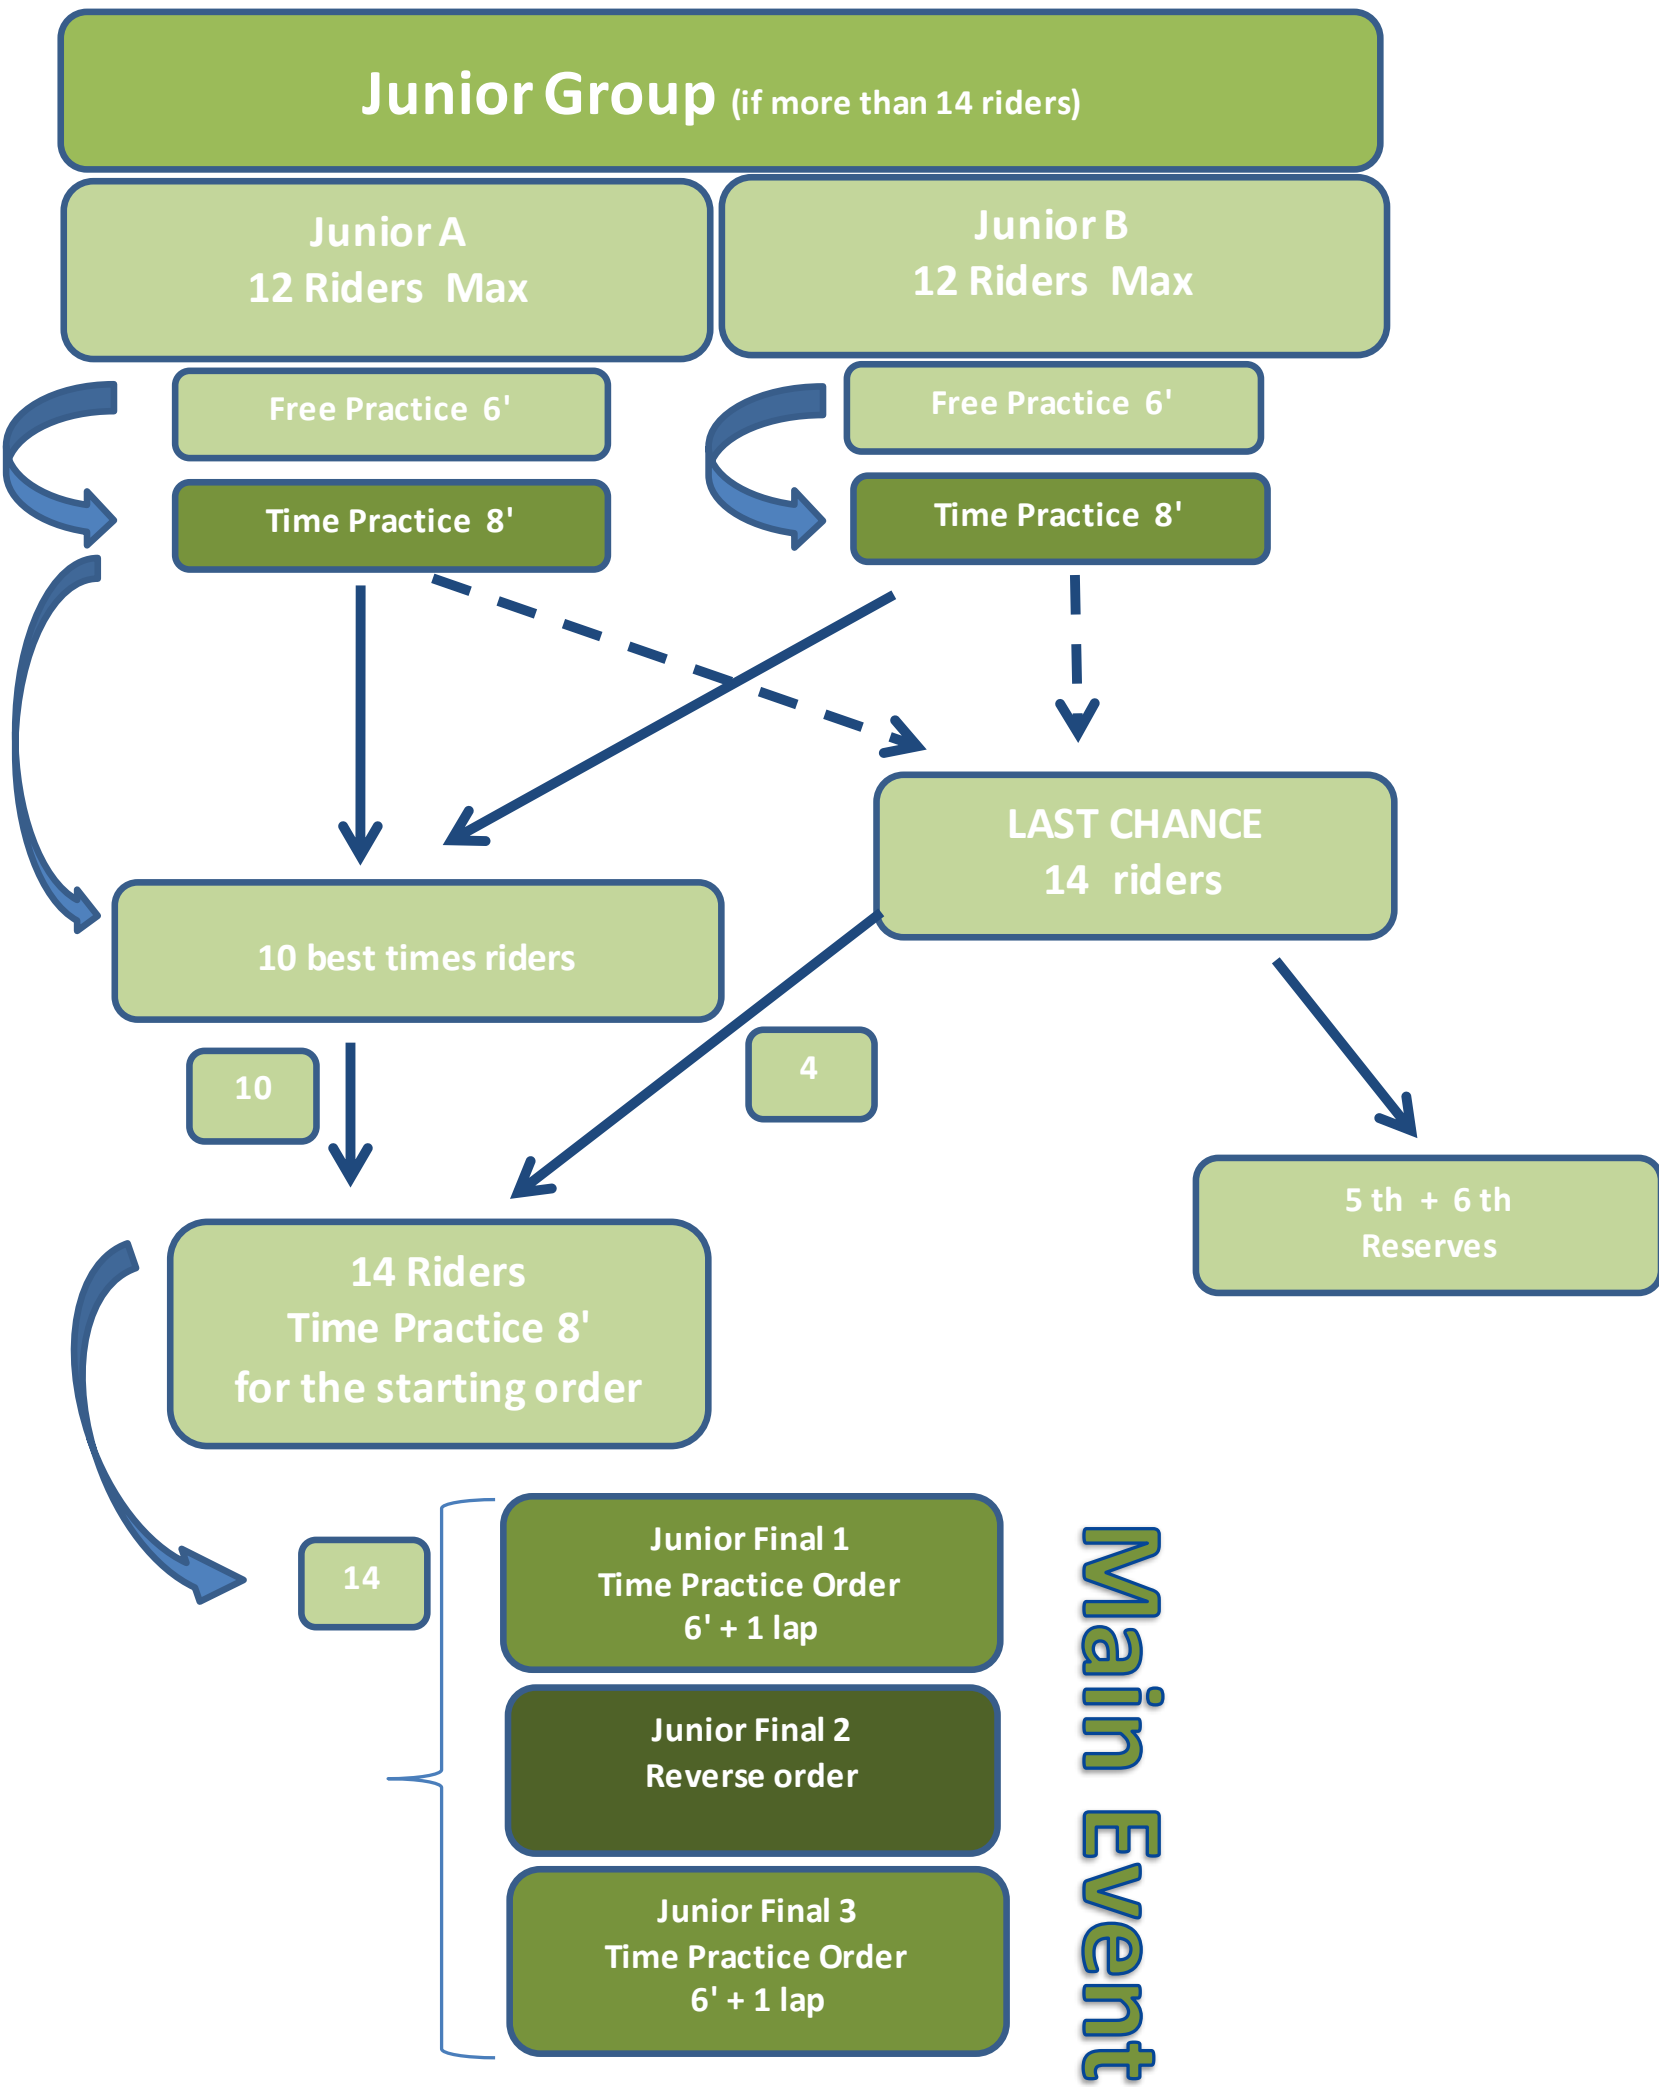 Junior Group (if more than 14 riders)
Junior A
12 Riders Max
Junior B
12 Riders Max
Free Practice 6'
Free Practice 6'
Time Practice 8'
Time Practice 8'
LAST CHANCE
14 riders
10 best times riders
10
4
5 th + 6 th
Reserves
14 Riders
Time Practice 8'
for the starting order
14
Junior Final 1
Time Practice Order
6' + 1 lap
Junior Final 2
Reverse order
Junior Final 3
Time Practice Order
6' + 1 lap
Main Event